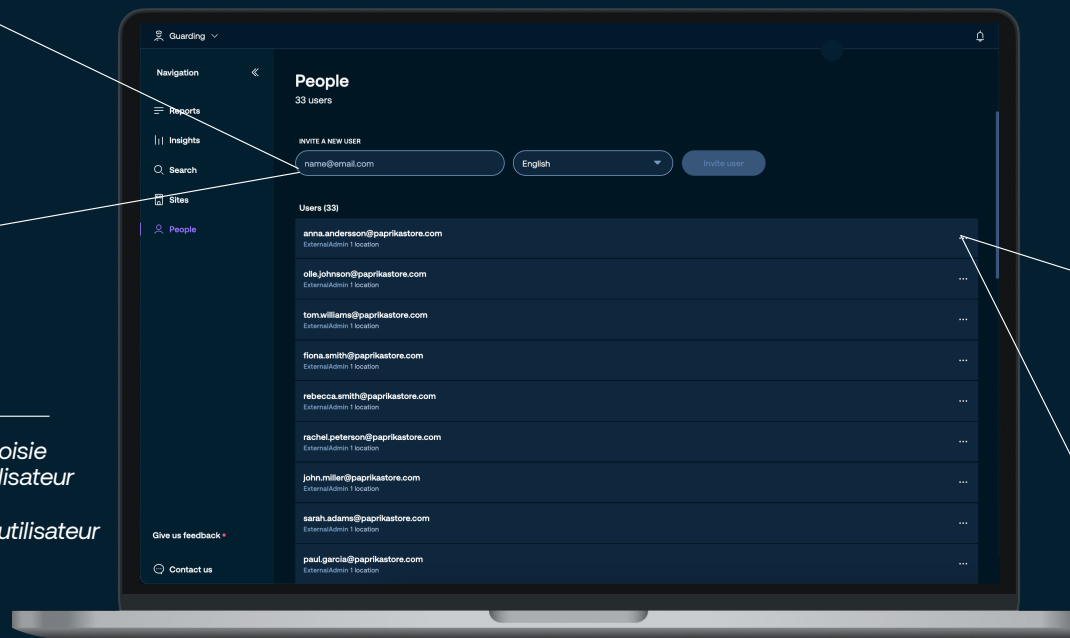 Guarding
Navigation
Reports
Insights
Search
Sites
People
Give us feedback
Contact us
People
33 users
INVITE A NEW USER
name@email.com
English
Invite user
Users (33)
anna.andersson@paprikastore.com
ExternalAdmin 1 location
olle.johnson@paprikastore.com
ExternalAdmin 1 location
tom.williams@paprikastore.com
ExternalAdmin 1 location
fiona.smith@paprikastore.com
ExternalAdmin 1 location
rebecca.smith@paprikastore.com
ExternalAdmin 1 location
rachel.peterson@paprikastore.com
ExternalAdmin 1 location
john.miller@paprikastore.com
ExternalAdmin 1 location
sarah.adams@paprikastore.com
ExternalAdmin 1 location
paul.garcia@paprikastore.com
ExternalAdmin 1 location
utilisateur